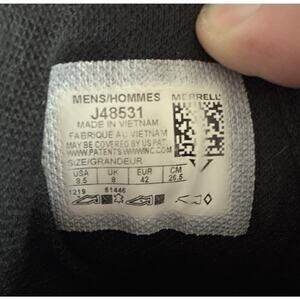 MENS/HOMMES
MERRELL
J48531
MADE IN VIETNAM
FABRIQUE AU VIETNAM
MAY BE COVERED BY US PAT.
SIZE/GRANDEUR
USA UK EUR CM
8.5 8 42 26.5
1219 51446